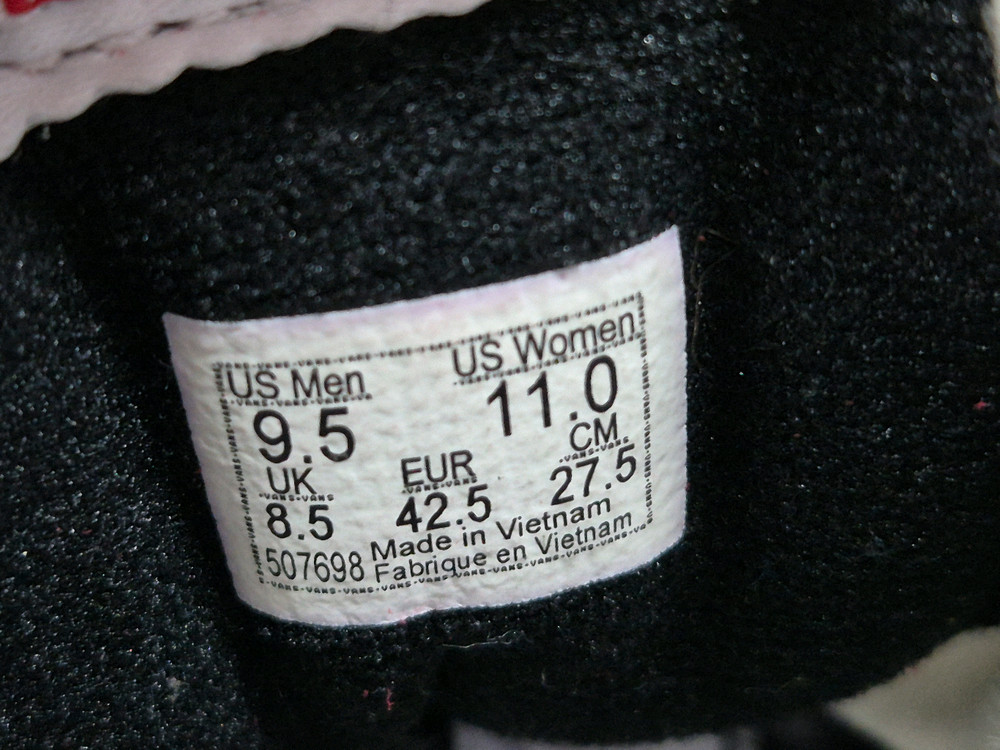 US Men US Women
9.5 11.0
UK EUR CM
8.5 42.5 27.5
507698 Made in Vietnam
Fabrique en Vietnam